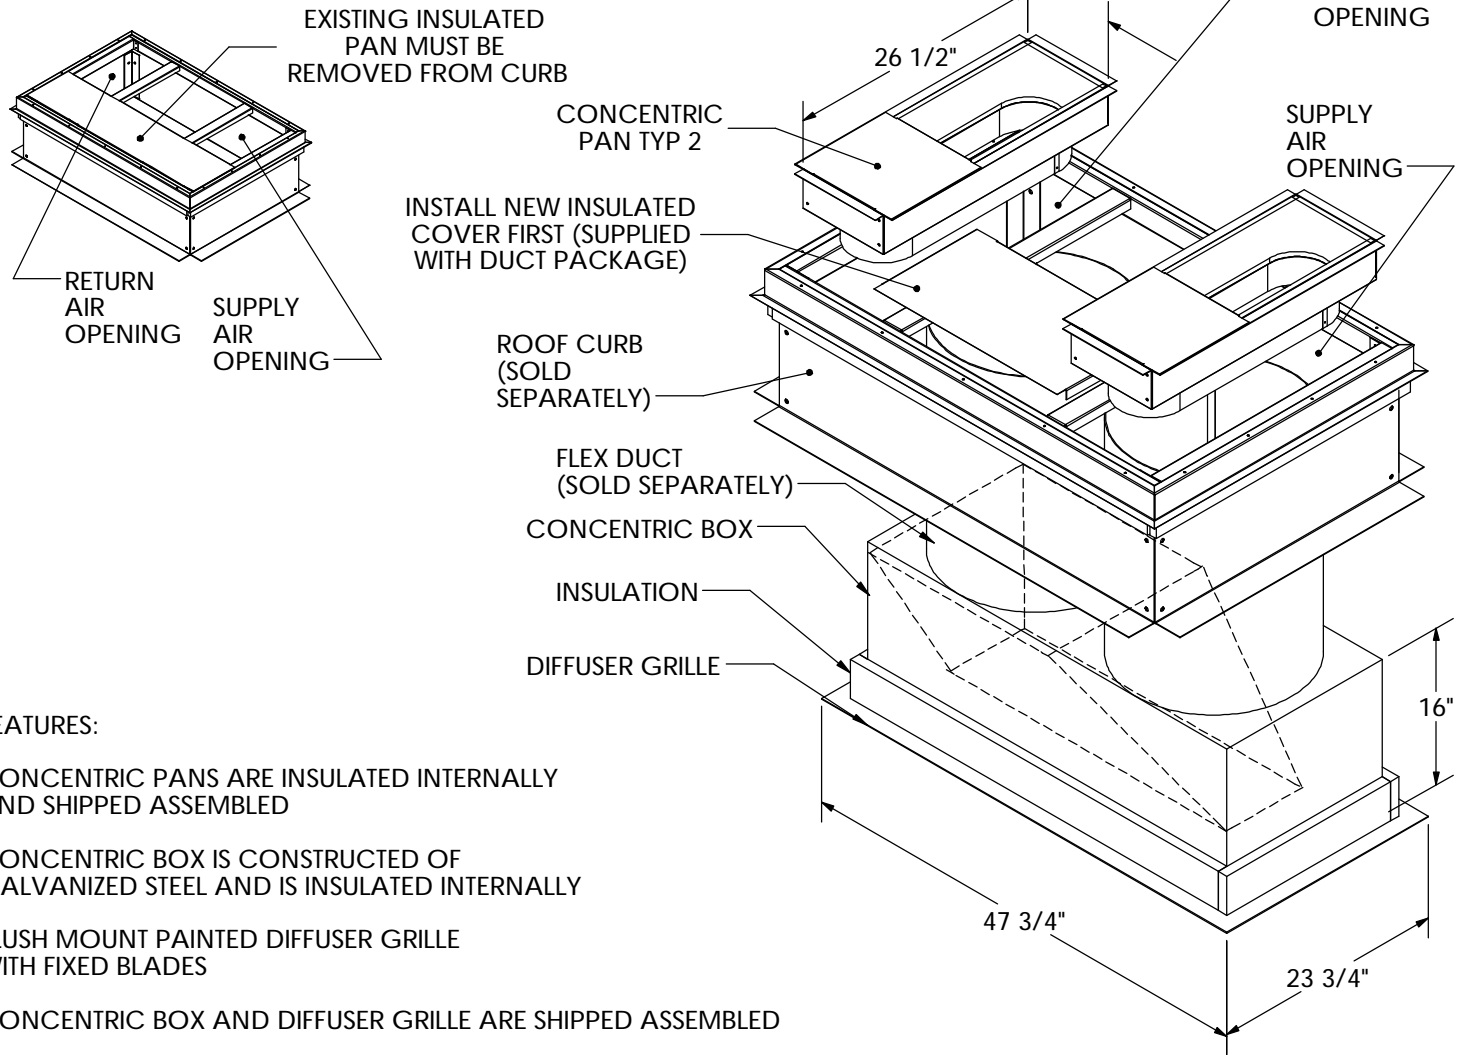 EXISTING INSULATED
PAN MUST BE
REMOVED FROM CURB
RETURN
AIR
OPENING
SUPPLY
AIR
OPENING
26 1/2"
OPENING
CONCENTRIC
PAN TYP 2
SUPPLY
AIR
OPENING
INSTALL NEW INSULATED
COVER FIRST (SUPPLIED
WITH DUCT PACKAGE)
ROOF CURB
(SOLD
SEPARATELY)
FLEX DUCT
(SOLD SEPARATELY)
CONCENTRIC BOX
INSULATION
DIFFUSER GRILLE
16"
47 3/4"
23 3/4"
EATURES:
ONCENTRIC PANS ARE INSULATED INTERNALLY
ND SHIPPED ASSEMBLED
ONCENTRIC BOX IS CONSTRUCTED OF
ALVANIZED STEEL AND IS INSULATED INTERNALLY
LUSH MOUNT PAINTED DIFFUSER GRILLE
ITH FIXED BLADES
ONCENTRIC BOX AND DIFFUSER GRILLE ARE SHIPPED ASSEMBLED